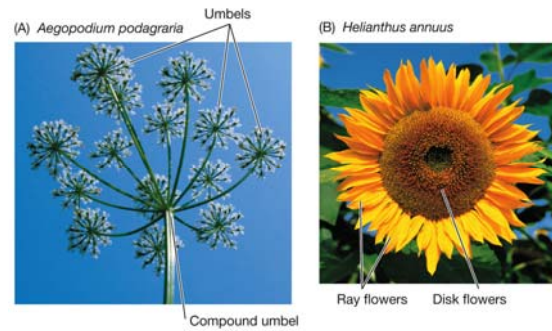 Umbels
(A) Aegopodium podagraria
(B) Helianthus annuus
Ray flowers
Disk flowers
Compound umbel